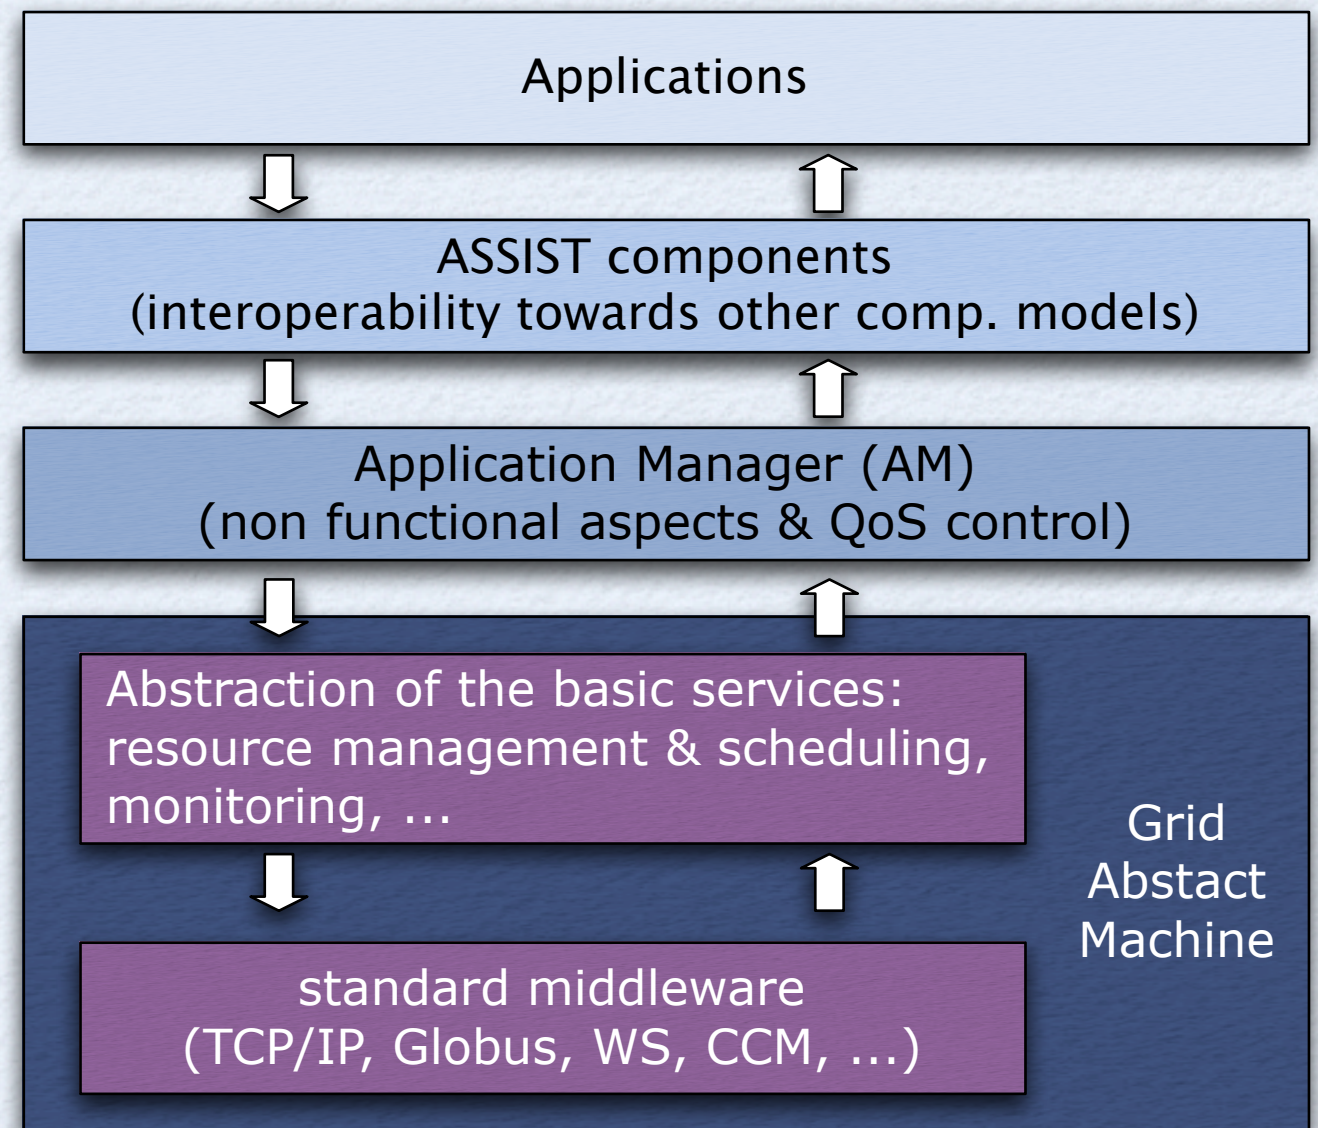 Applications
ASSIST components
(interoperability towards other comp. models)
Application Manager (AM)
(non functional aspects & QoS control)
Abstraction of the basic services:
resource management & scheduling,
monitoring, ...
Grid
Abstact
Machine
standard middleware
(TCP/IP, Globus, WS, CCM, ...)